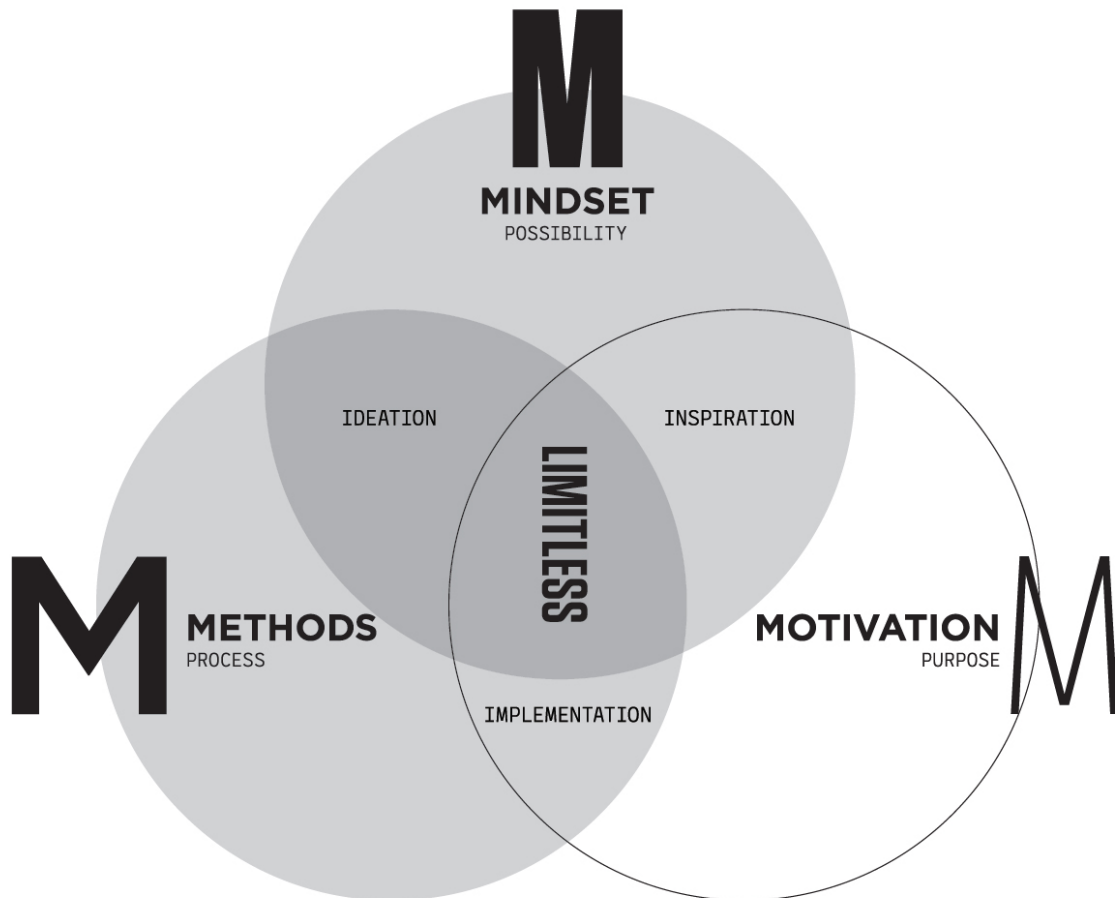 M
MINDSET
POSSIBILITY
IDEATION
INSPIRATION
LIMITLESS
M
METHODS
PROCESS
MOTIVATION
PURPOSE
M
IMPLEMENTATION